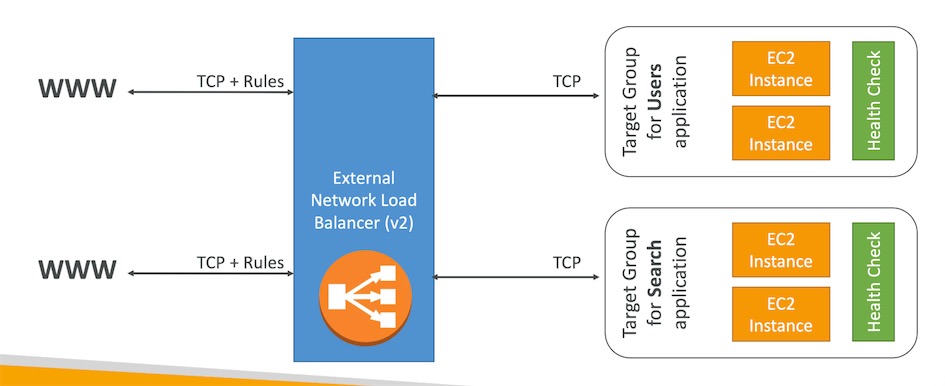 WWW
TCP + Rules
External
Network Load
Balancer (v2)
TCP
Target Group
for Users
application
EC2
Instance
EC2
Instance
Health Check
WWW
TCP + Rules
TCP
Target Group
for Search
application
EC2
Instance
EC2
Instance
Health Check